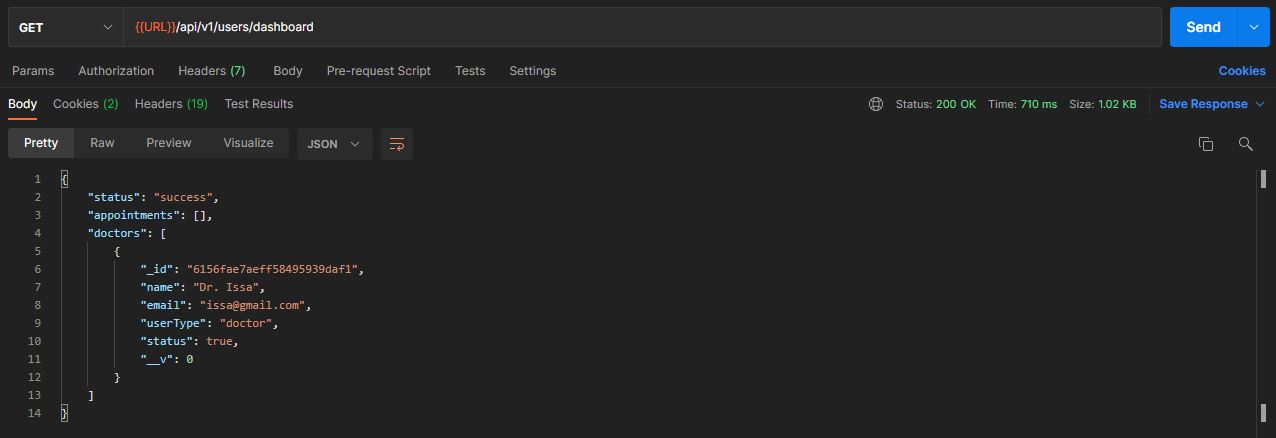 GET {{URL}}/api/v1/users/dashboard Send
Params Authorization Headers (7) Body Pre-request Script Tests Settings Cookies
Body Cookies (2) Headers (19) Test Results Status: 200 OK Time: 710 ms Size: 1.02 KB Save Response
Pretty Raw Preview Visualize JSON
1 {
2 "status": "success",
3 "appointments": [],
4 "doctors": [
5 {
6 "_id": "6156fae7aeff58495939daf1",
7 "name": "Dr. Issa",
8 "email": "issa@gmail.com",
9 "userType": "doctor",
10 "status": true,
11 "__v": 0
12 }
13 ]
14 }